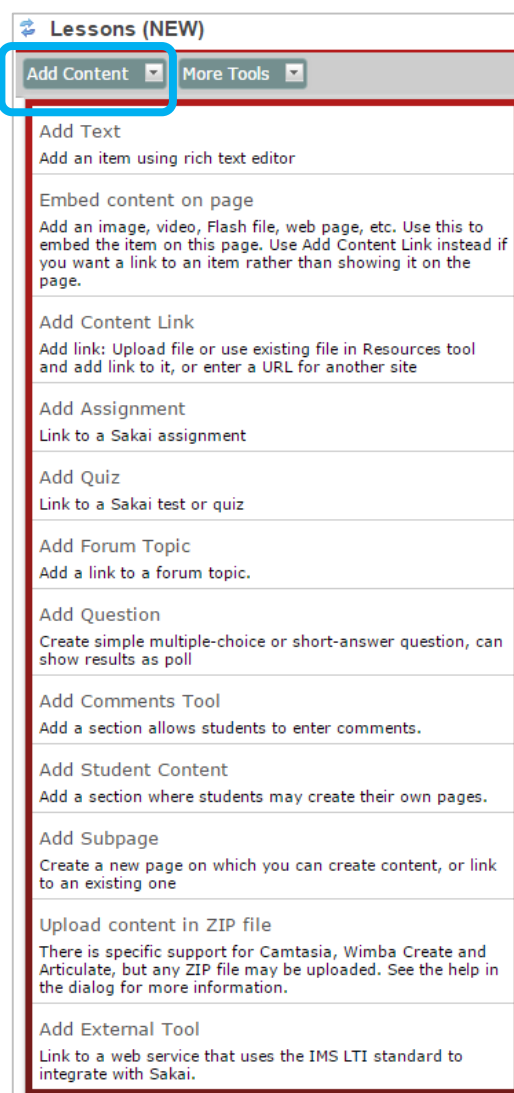 Lessons (NEW)
Add Content More Tools
Add Text
Add an item using rich text editor
Embed content on page
Add an image, video, Flash file, web page, etc. Use this to
embed the item on this page. Use Add Content Link instead if
you want a link to an item rather than showing it on the
page.
Add Content Link
Add link: Upload file or use existing file in Resources tool
and add link to it, or enter a URL for another site
Add Assignment
Link to a Sakai assignment
Add Quiz
Link to a Sakai test or quiz
Add Forum Topic
Add a link to a forum topic.
Add Question
Create simple multiple-choice or short-answer question, can
show results as poll
Add Comments Tool
Add a section allows students to enter comments.
Add Student Content
Add a section where students may create their own pages.
Add Subpage
Create a new page on which you can create content, or link
to an existing one
Upload content in ZIP file
There is specific support for Camtasia, Wimba Create and
Articulate, but any ZIP file may be uploaded. See the help in
the dialog for more information.
Add External Tool
Link to a web service that uses the IMS LTI standard to
integrate with Sakai.